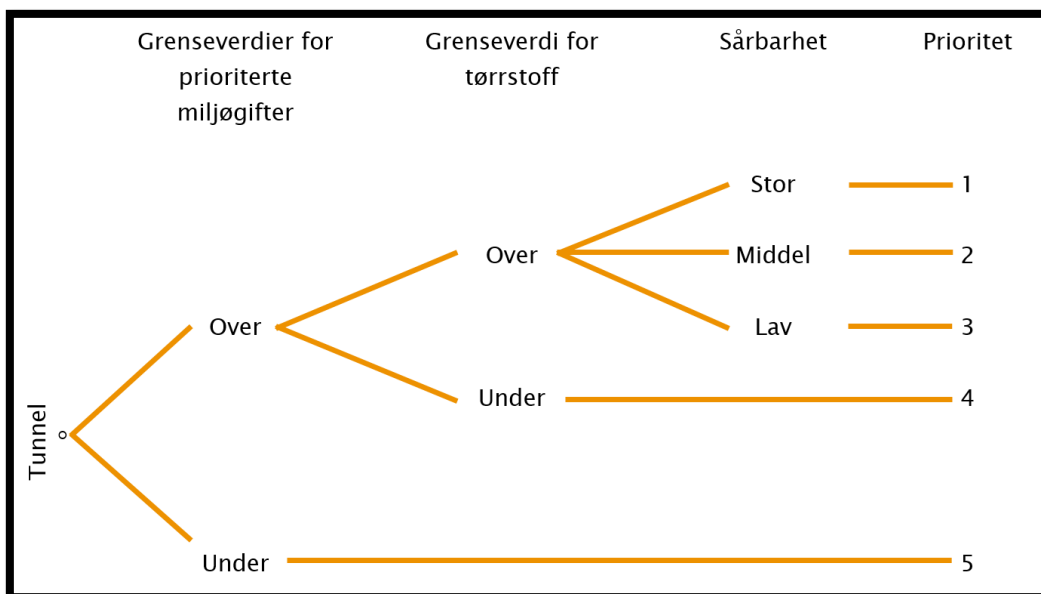 Grenseverdier for
prioriterte
miljøgifter
Grenseverdi for
tørrstoff
Sårbarhet
Prioritet
Stor
1
Over
Middel
2
Over
Lav
3
Under
4
Tunnel
Under
5